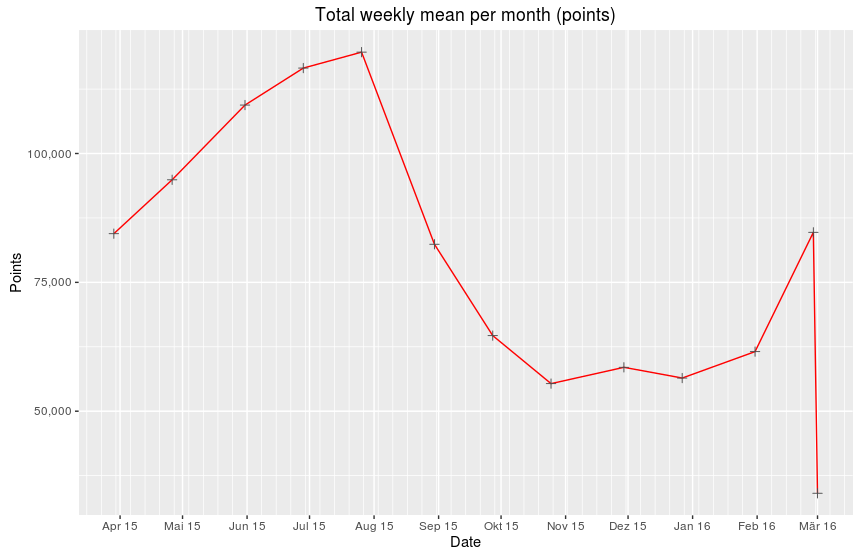 Total weekly mean per month (points)
Points
100,000
75,000
50,000
Apr 15 Mai 15 Jun 15 Jul 15 Aug 15 Sep 15 Okt 15 Nov 15 Dez 15 Jan 16 Feb 16 Mär 16
Date